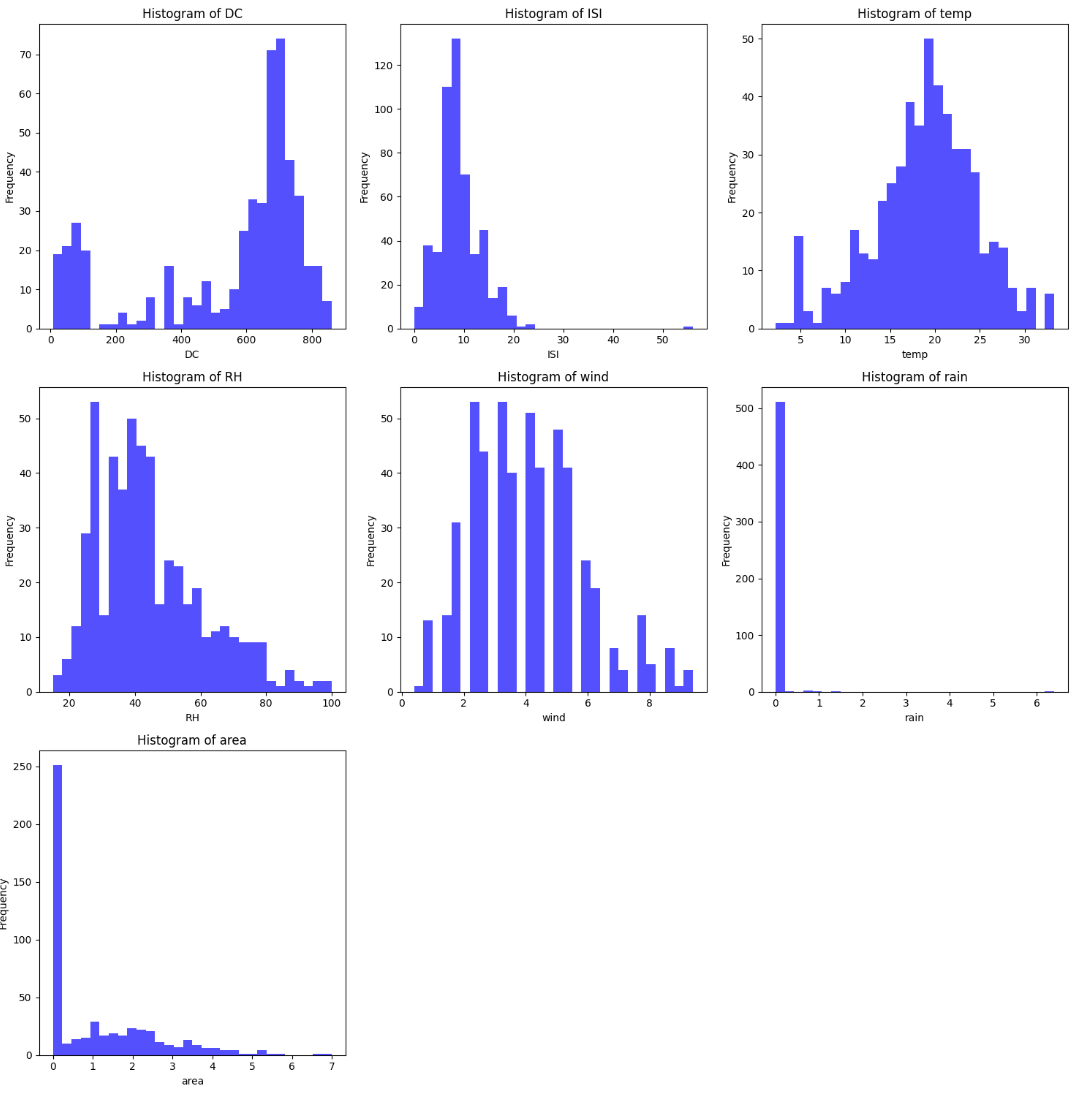 Histogram of DC
Frequency
70
60
50
40
30
20
10
0
0 200 400 600 800
DC
Histogram of ISI
Frequency
120
100
80
60
40
20
0
0 10 20 30 40 50
ISI
Histogram of temp
Frequency
50
40
30
20
10
0
5 10 15 20 25 30
temp
Histogram of RH
Frequency
50
40
30
20
10
0
20 40 60 80 100
RH
Histogram of wind
Frequency
50
40
30
20
10
0
0 2 4 6 8
wind
Histogram of rain
Frequency
500
400
300
200
100
0
0 1 2 3 4 5 6
rain
Histogram of area
Frequency
250
200
150
100
50
0
0 1 2 3 4 5 6 7
area